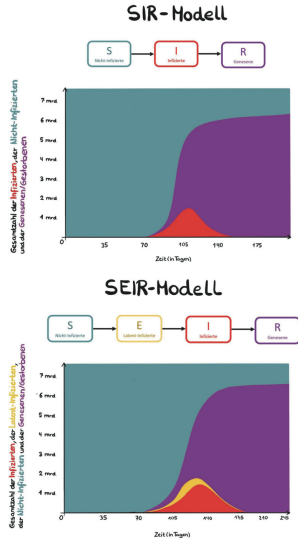 SIR-Modell
S
Nicht-Infizierte
I
Infizierte
R
Genesene
Gesamtzahl der Infizierten, der Nicht-Infizierten
und der Genesenen/Gestorbenen
7 mrd.
6 mrd.
5 mrd.
4 mrd.
3 mrd.
2 mrd.
1 mrd.
0 35 70 105 140 175
Zeit (in Tagen)
SEIR-Modell
S
Nicht-Infizierte
E
Latent-Infizierte
I
Infizierte
R
Genesene
Gesamtzahl der Infizierten, der Latent-Infizierten,
der Nicht-Infizierten und der Genesenen/Gestorbenen
7 mrd.
6 mrd.
5 mrd.
4 mrd.
3 mrd.
2 mrd.
1 mrd.
0 35 210 245
Zeit (in Tagen)